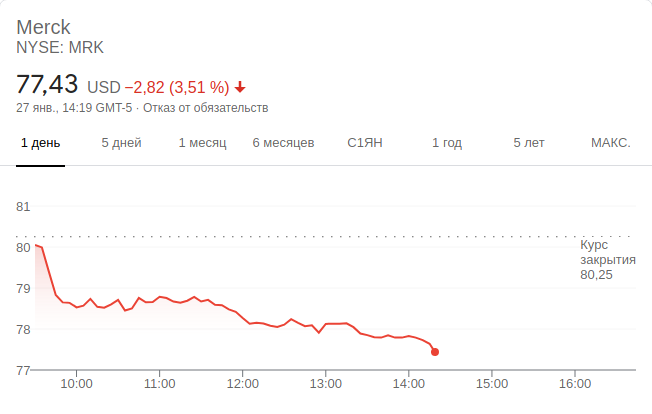 Merck
NYSE: MRK
77,43 USD −2,82 (3,51 %)
27 янв., 14:19 GMT-5 · Отказ от обязательств
1 день 5 дней 1 месяц 6 месяцев С1ЯН 1 год 5 лет МАКС.
81
80
79
78
77
Курс
закрытия
80,25
10:00 11:00 12:00 13:00 14:00 15:00 16:00